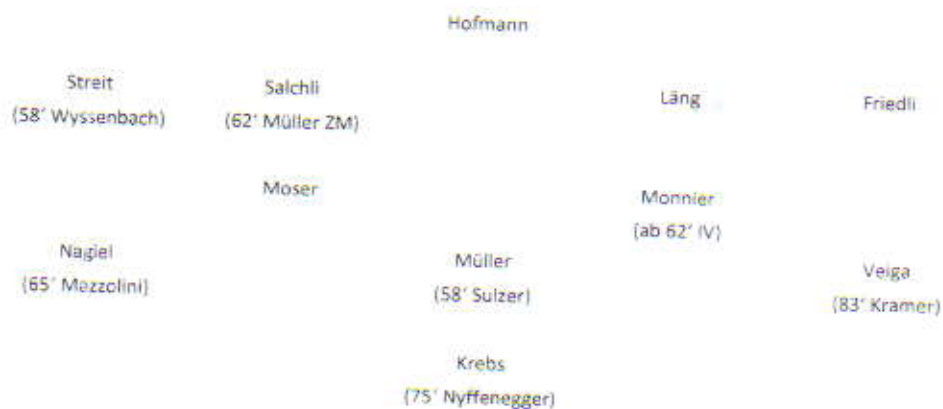 Hofmann
Streit
(58' Wyssenbach)
Salchli
(62' Müller ZM)
Läng
Friedli
Moser
Monnier
(ab 62' IV)
Nagiel
(65' Mezzolini)
Müller
(58' Sulzer)
Veiga
(83' Kramer)
Krebs
(75' Nyffenegger)